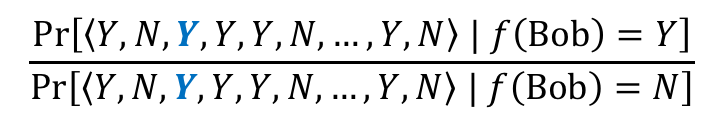 Pr[⟨Y, N, Y, Y, Y, N, …, Y, N⟩ | f(Bob) = Y]
Pr[⟨Y, N, Y, Y, Y, N, …, Y, N⟩ | f(Bob) = N]